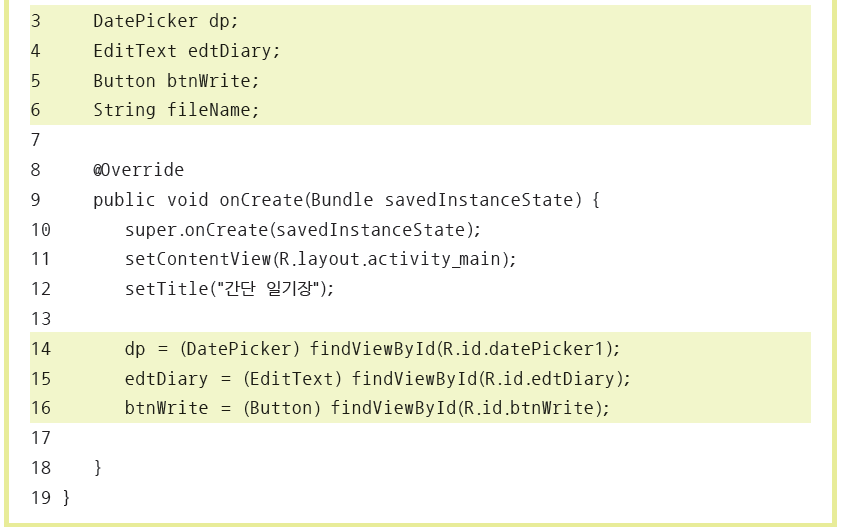 3 DatePicker dp;
4 EditText edtDiary;
5 Button btnWrite;
6 String fileName;
7
8 @Override
9 public void onCreate(Bundle savedInstanceState) {
10 super.onCreate(savedInstanceState);
11 setContentView(R.layout.activity_main);
12 setTitle("간단 일기장");
13
14 dp = (DatePicker) findViewById(R.id.datePicker1);
15 edtDiary = (EditText) findViewById(R.id.edtDiary);
16 btnWrite = (Button) findViewById(R.id.btnWrite);
17
18 }
19 }